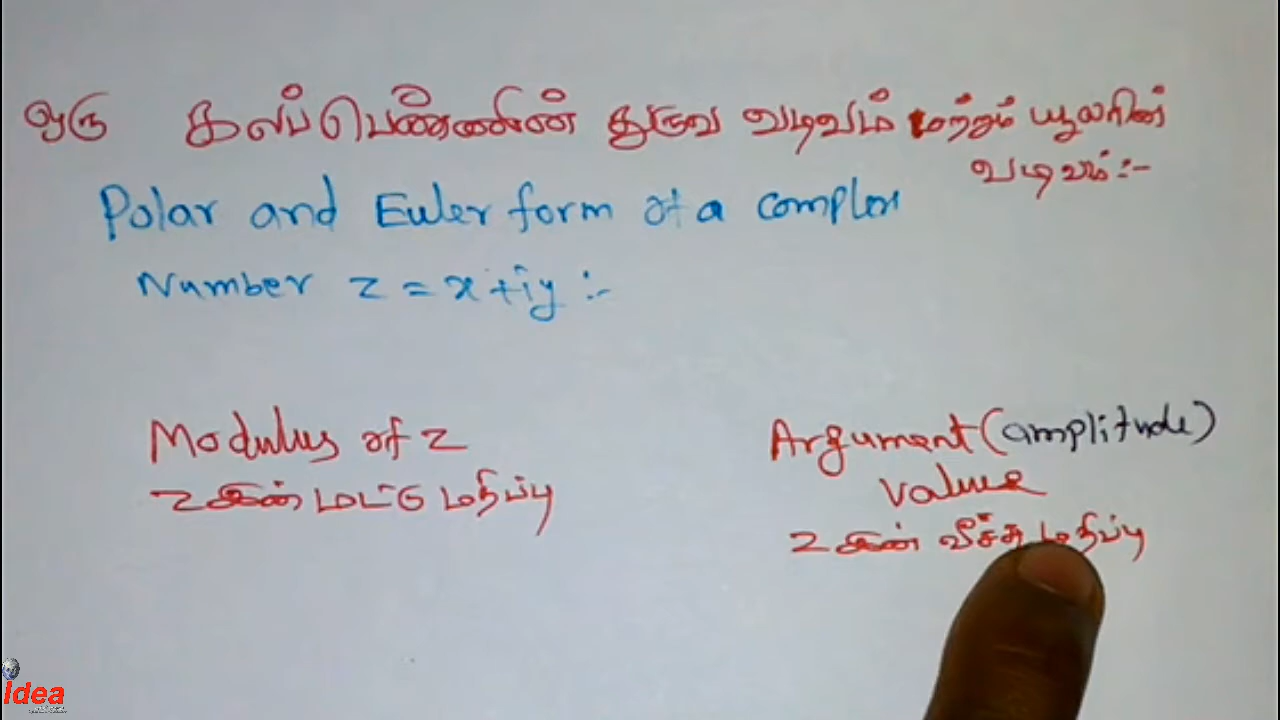 ஒரு கலப்பெண்ணின் துருவ வடிவம் மற்றும் யூலரின்
வடிவம்:-
Polar and Euler form of a complex
Number z = x+iy :-
Modulus of z
z இன் மட்டு மதிப்பு
Argument (amplitude)
value
z இன் வீச்சு மதிப்பு
Idea